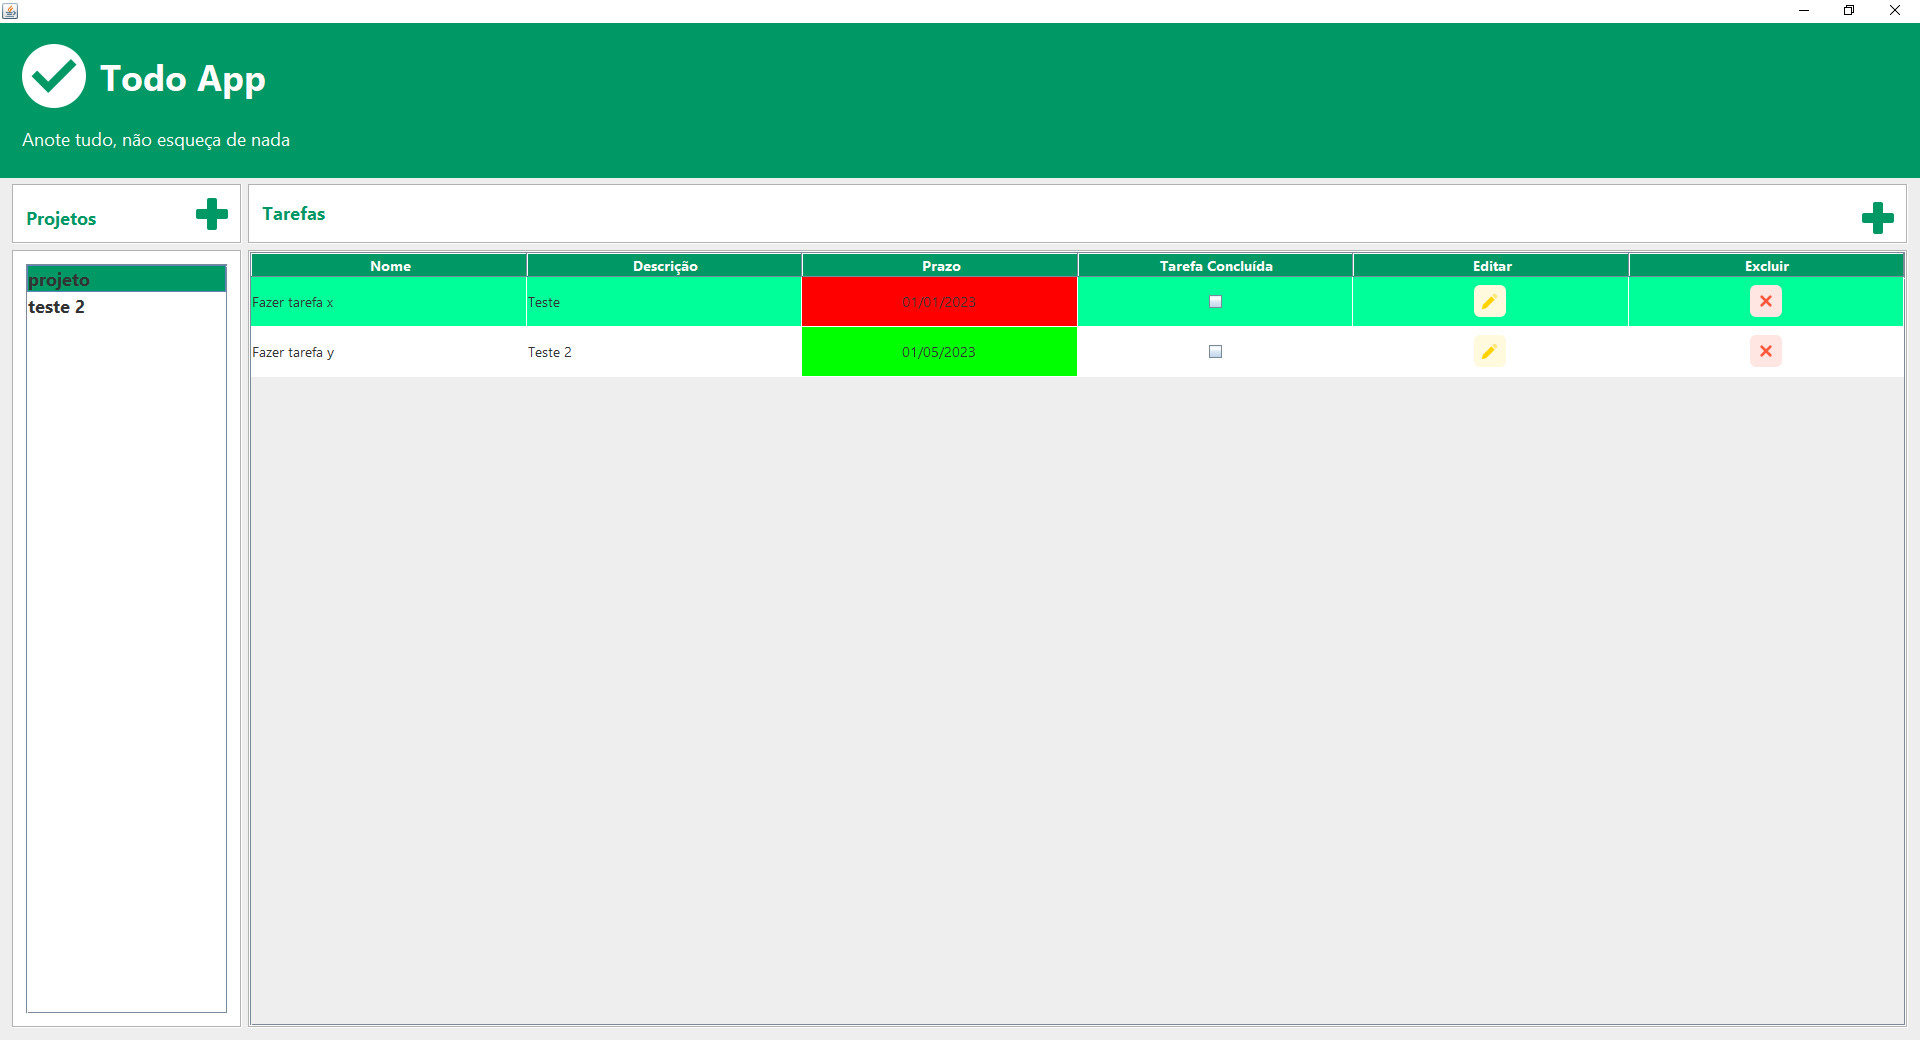 Todo App
Anote tudo, não esqueça de nada
Projetos
Tarefas
projeto
teste 2
Nome Descrição Prazo Tarefa Concluída Editar Excluir
Fazer tarefa x Teste 01/01/2023
Fazer tarefa y Teste 2 01/05/2023